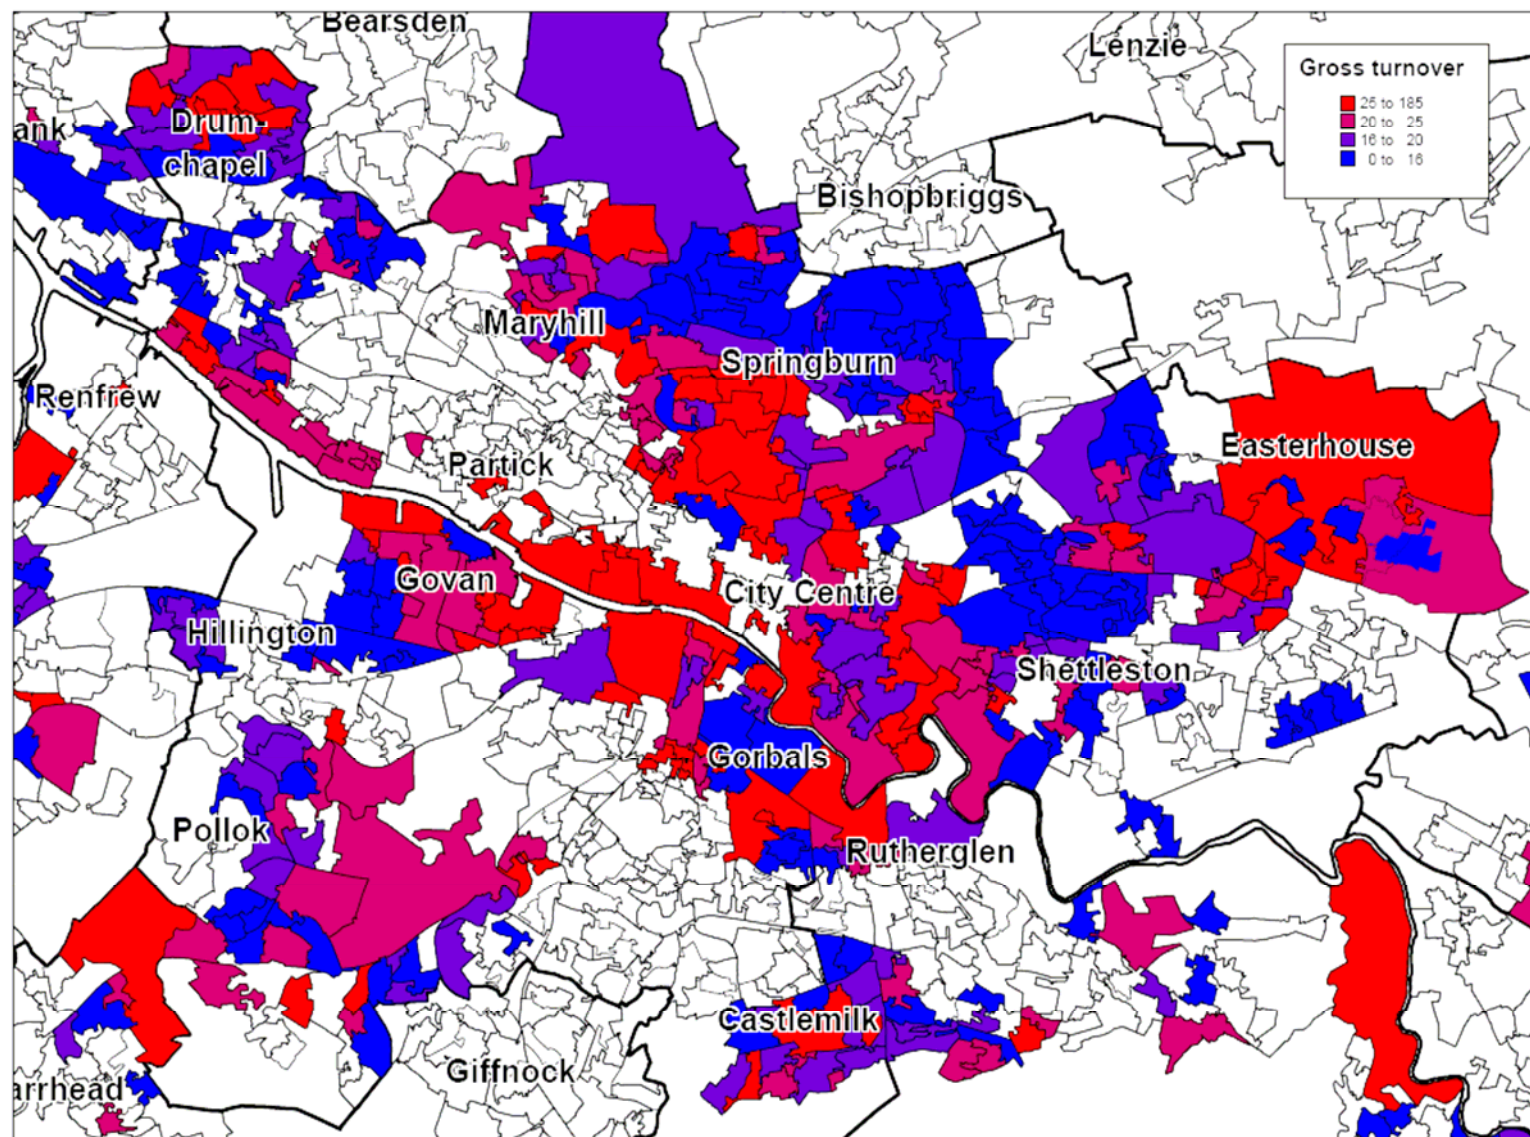 Bearsden
Lenzie
Gross turnover
25 to 185
20 to 25
16 to 20
0 to 16
ank
Drum-
chapel
Bishopbriggs
Maryhill
Springburn
Renfrew
Easterhouse
Partick
Govan
City Centre
Hillington
Shettleston
Gorbals
Pollok
Rutherglen
Castlemilk
Giffnock
arrhead